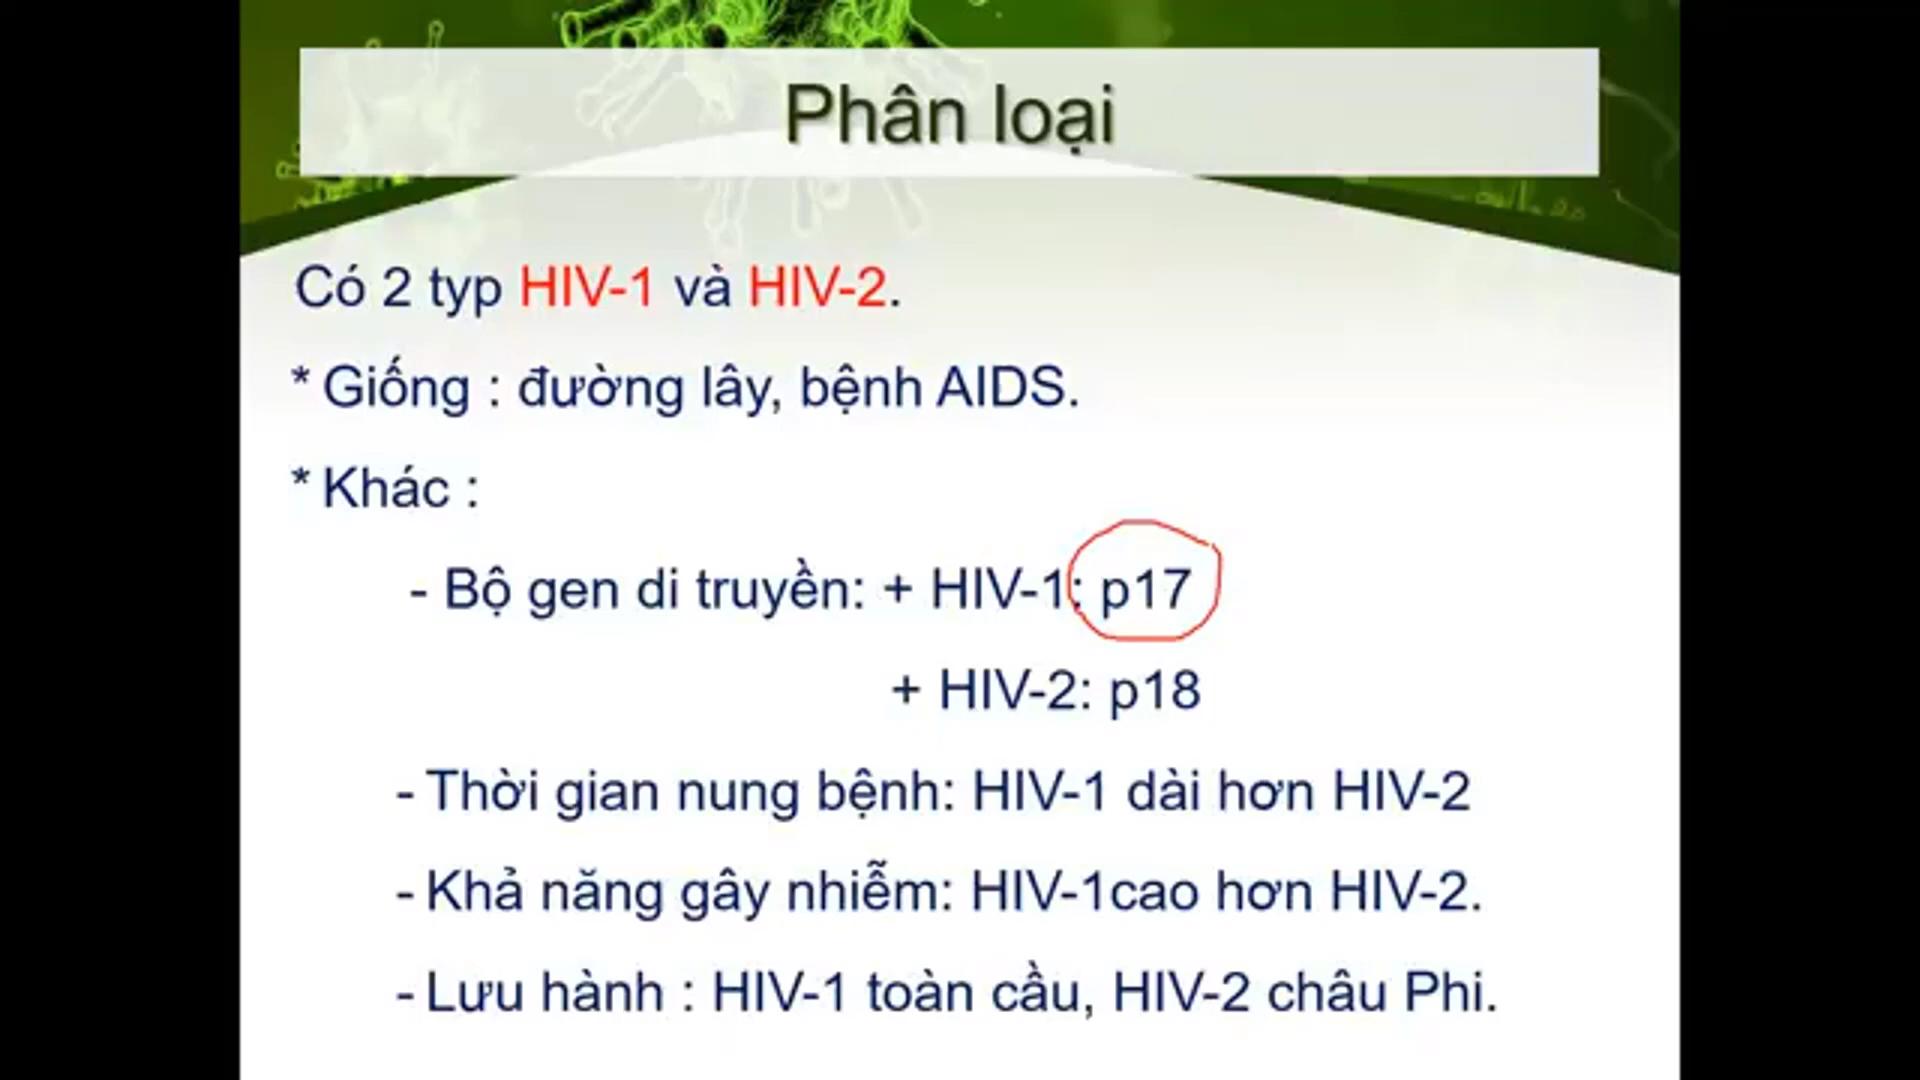 Phân loại
Có 2 typ HIV-1 và HIV-2.
* Giống : đường lây, bệnh AIDS.
* Khác :
- Bộ gen di truyền: + HIV-1: p17
+ HIV-2: p18
- Thời gian nung bệnh: HIV-1 dài hơn HIV-2
- Khả năng gây nhiễm: HIV-1cao hơn HIV-2.
- Lưu hành : HIV-1 toàn cầu, HIV-2 châu Phi.